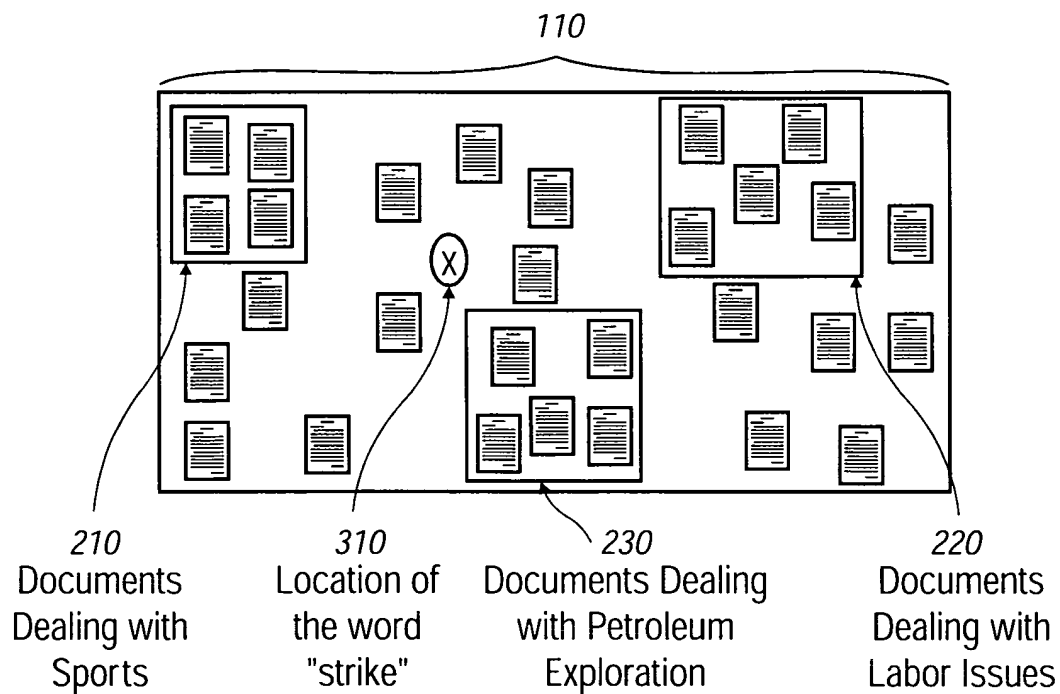 110
X
210
Documents
Dealing with
Sports
310
Location of
the word
"strike"
230
Documents Dealing
with Petroleum
Exploration
220
Documents
Dealing with
Labor Issues